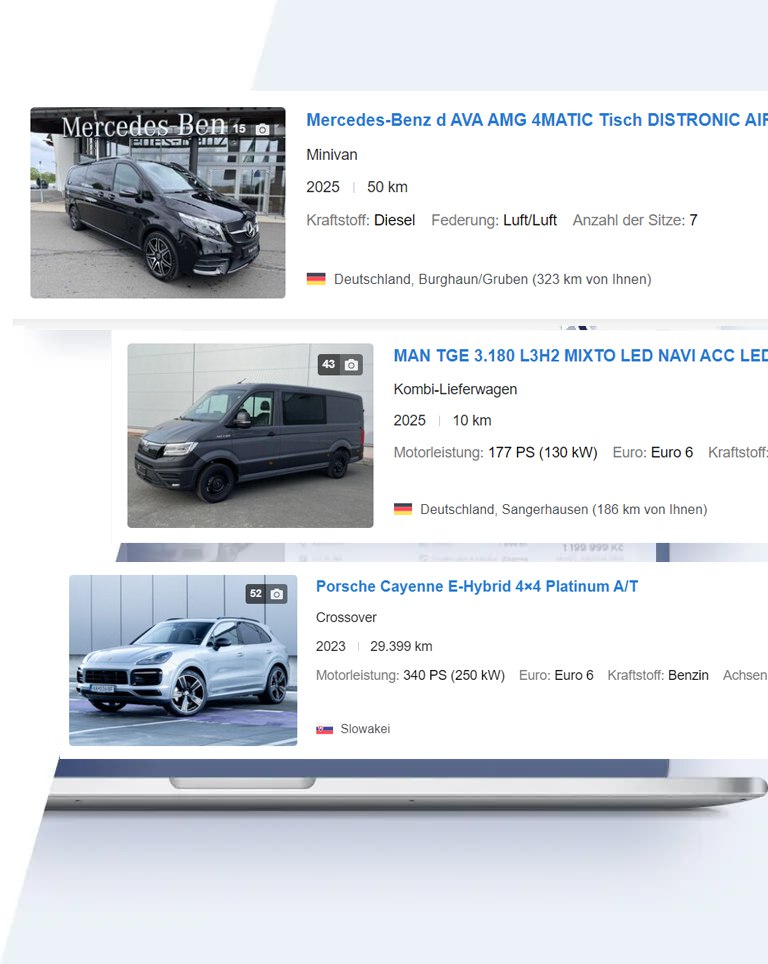 Mercedes-Benz
15
Mercedes-Benz d AVA AMG 4MATIC Tisch DISTRONIC AIR
Minivan
2025 | 50 km
Kraftstoff: Diesel Federung: Luft/Luft Anzahl der Sitze: 7
Deutschland, Burghaun/Gruben (323 km von Ihnen)
43
MAN TGE 3.180 L3H2 MIXTO LED NAVI ACC LED
Kombi-Lieferwagen
2025 | 10 km
Motorleistung: 177 PS (130 kW) Euro: Euro 6 Kraftstoff:
Deutschland, Sangerhausen (186 km von Ihnen)
1 199 999 Kč
52
Porsche Cayenne E-Hybrid 4×4 Platinum A/T
Crossover
2023 | 29.399 km
Motorleistung: 340 PS (250 kW) Euro: Euro 6 Kraftstoff: Benzin Achsen
Slowakei